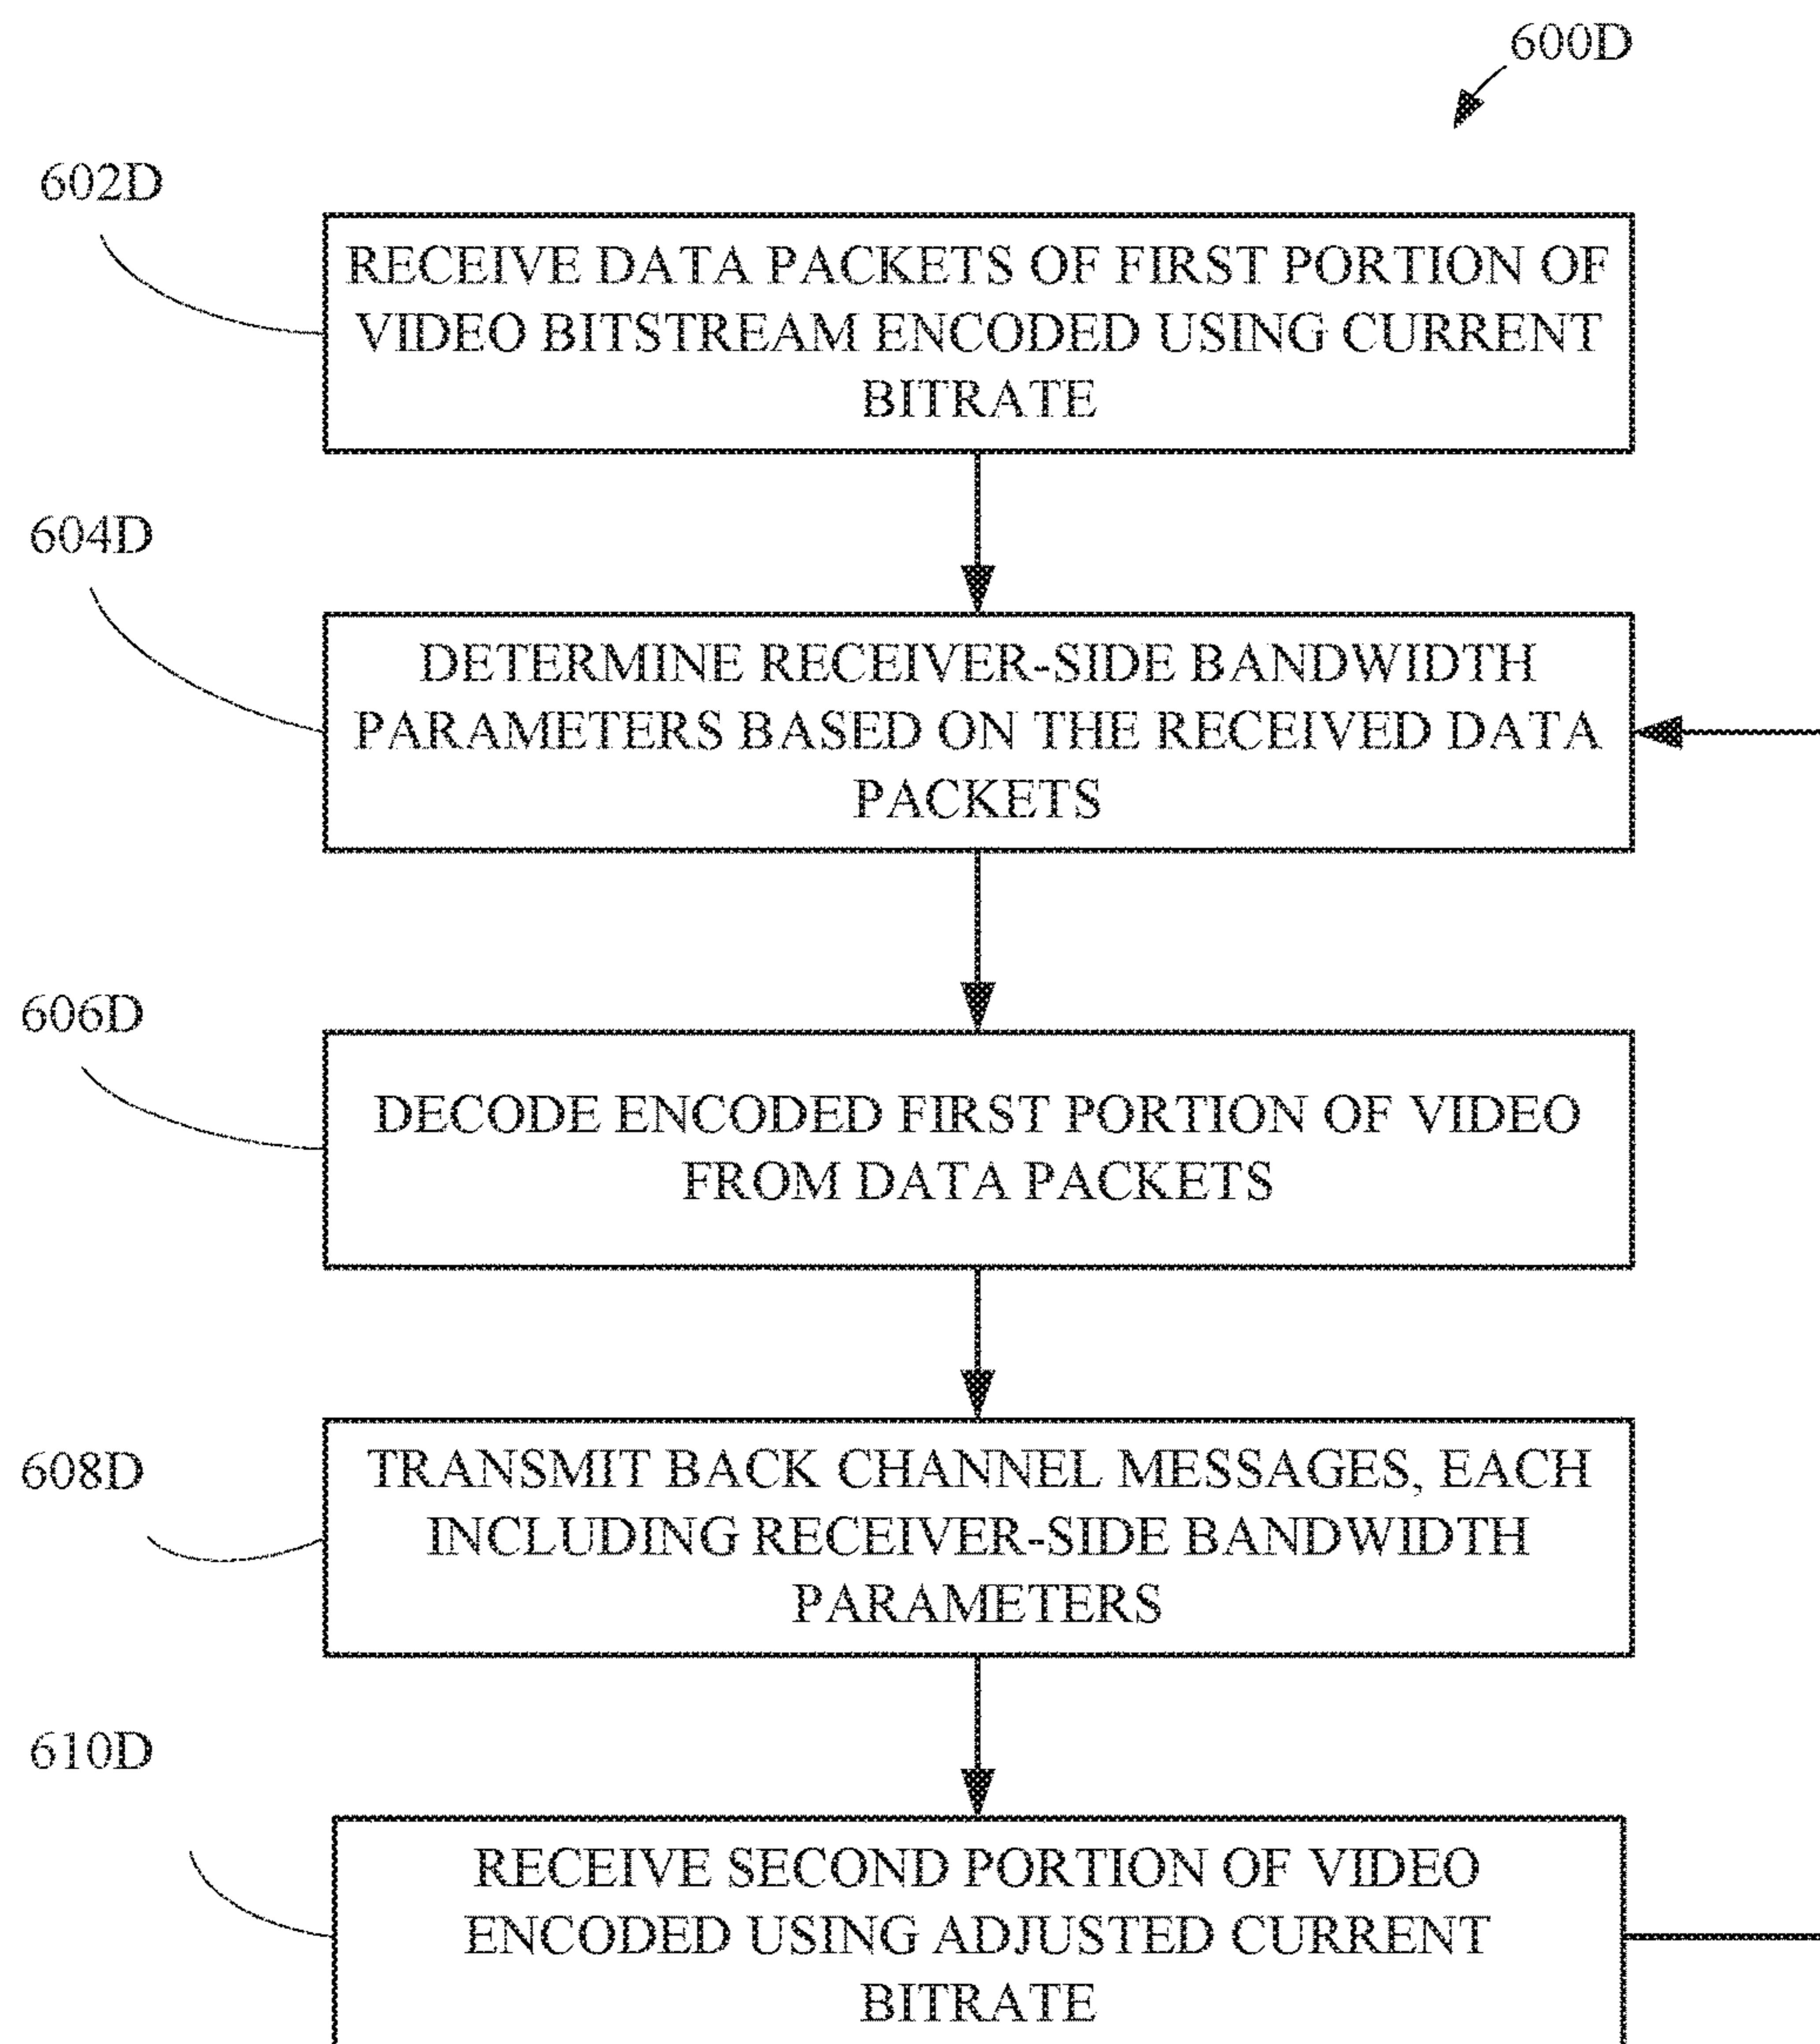 600D
602D
RECEIVE DATA PACKETS OF FIRST PORTION OF
VIDEO BITSTREAM ENCODED USING CURRENT
BITRATE
604D
DETERMINE RECEIVER-SIDE BANDWIDTH
PARAMETERS BASED ON THE RECEIVED DATA
PACKETS
606D
DECODE ENCODED FIRST PORTION OF VIDEO
FROM DATA PACKETS
608D
TRANSMIT BACK CHANNEL MESSAGES, EACH
INCLUDING RECEIVER-SIDE BANDWIDTH
PARAMETERS
610D
RECEIVE SECOND PORTION OF VIDEO
ENCODED USING ADJUSTED CURRENT
BITRATE